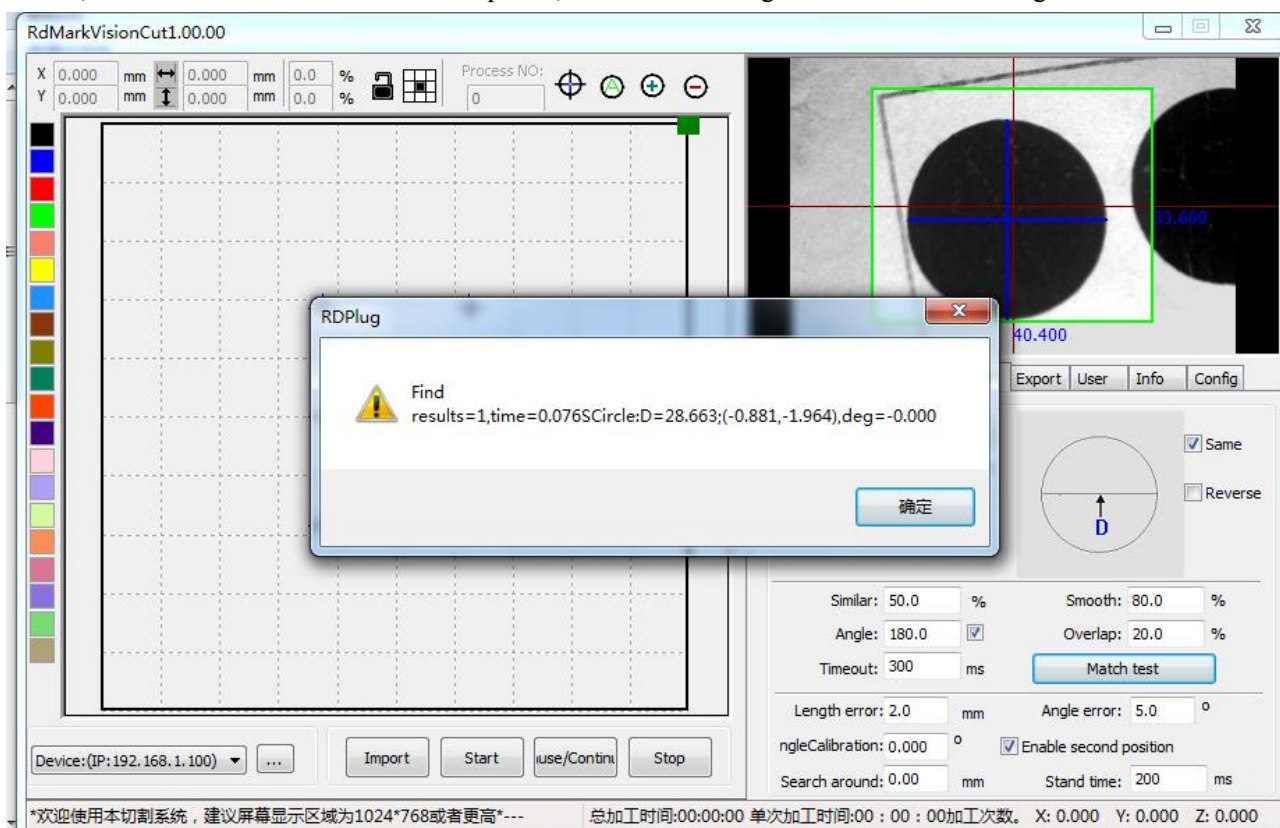 RdMarkVisionCut1.00.00
X 0.000 mm 0.000 mm 0.0 % Process NO:
Y 0.000 mm 0.000 mm 0.0 % 0
33.600
40.400
RDPlug
Find
results=1,time=0.076SCircle:D=28.663;(-0.881,-1.964),deg=-0.000
确定
Export User Info Config
Same
Reverse
D
Similar: 50.0 % Smooth: 80.0 %
Angle: 180.0 Overlap: 20.0 %
Timeout: 300 ms Match test
Length error: 2.0 mm Angle error: 5.0 °
ngleCalibration: 0.000 ° Enable second position
Search around: 0.00 mm Stand time: 200 ms
Device:(IP:192.168.1.100) ... Import Start use/Continu Stop
*欢迎使用本切割系统，建议屏幕显示区域为1024*768或者更高*--- 总加工时间:00:00:00 单次加工时间:00：00：00加工次数。 X: 0.000 Y: 0.000 Z: 0.000